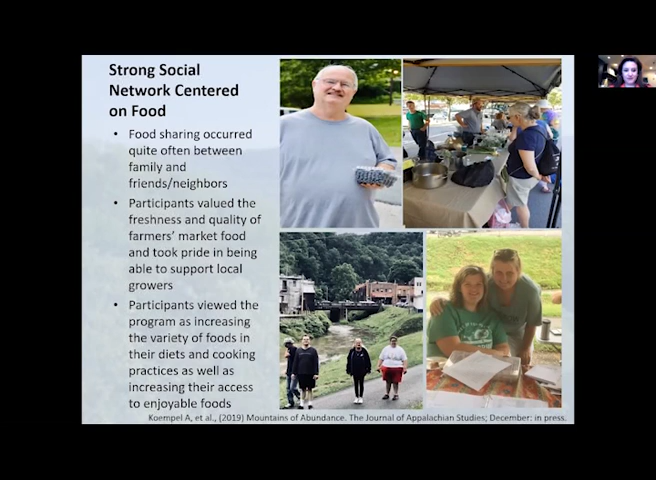 Strong Social
Network Centered
on Food
• Food sharing occurred
quite often between
family and
friends/neighbors
• Participants valued the
freshness and quality of
farmers' market food
and took pride in being
able to support local
growers
• Participants viewed the
program as increasing
the variety of foods in
their diets and cooking
practices as well as
increasing their access
to enjoyable foods
Koempel A, et al., (2019) Mountains of Abundance. The Journal of Appalachian Studies; December: in press.